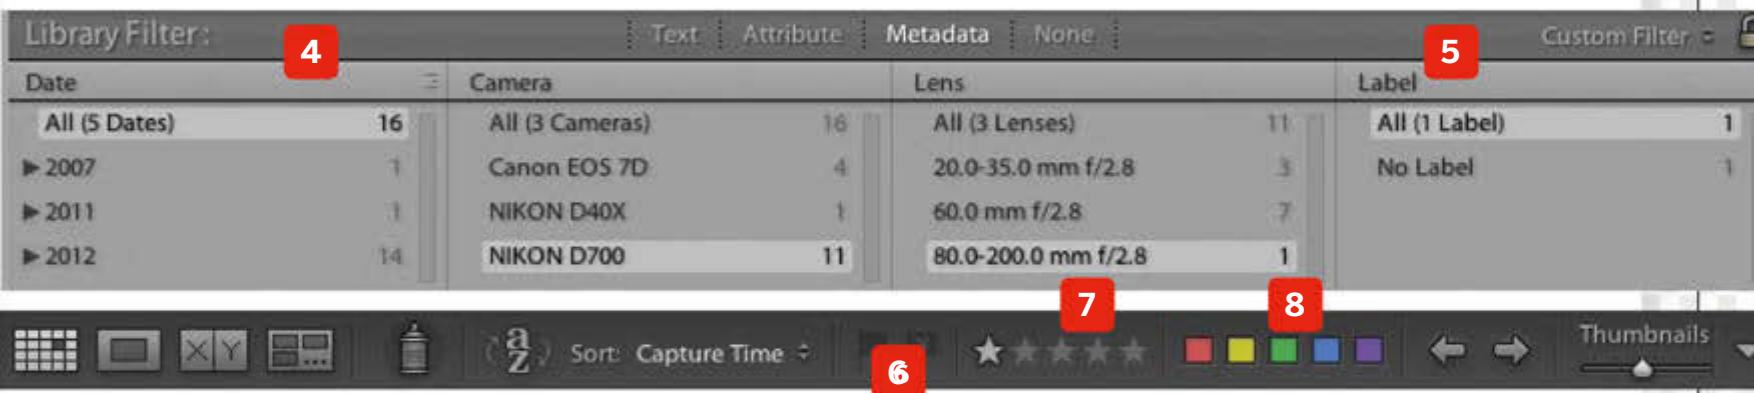 Library Filter: 4 Text Attribute Metadata None 5 Custom Filter
Date Camera Lens Label
All (5 Dates) 16 All (3 Cameras) 16 All (3 Lenses) 11 All (1 Label) 1
2007 1 Canon EOS 7D 4 20.0-35.0 mm f/2.8 3 No Label 1
2011 1 NIKON D40X 1 60.0 mm f/2.8 7
2012 14 NIKON D700 11 80.0-200.0 mm f/2.8 1
7 8
XY a z Sort: Capture Time 6 Thumbnails